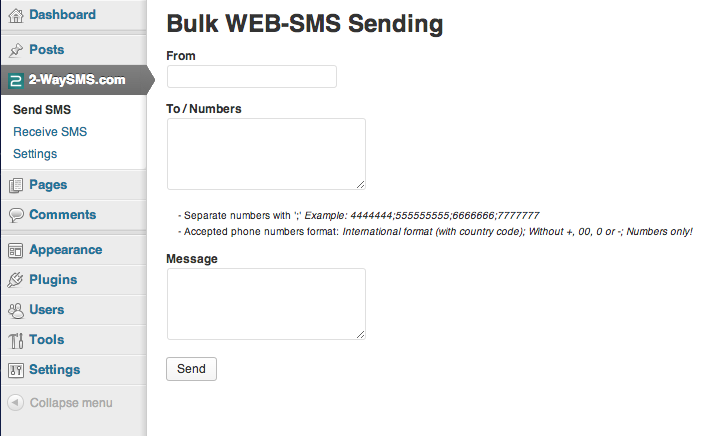 Dashboard
Posts
2-WaySMS.com
Send SMS
Receive SMS
Settings
Pages
Comments
Appearance
Plugins
Users
Tools
Settings
Collapse menu
Bulk WEB-SMS Sending
From
To / Numbers
- Separate numbers with ';' Example: 4444444;555555555;6666666;7777777
- Accepted phone numbers format: International format (with country code); Without +, 00, 0 or -; Numbers only!
Message
Send